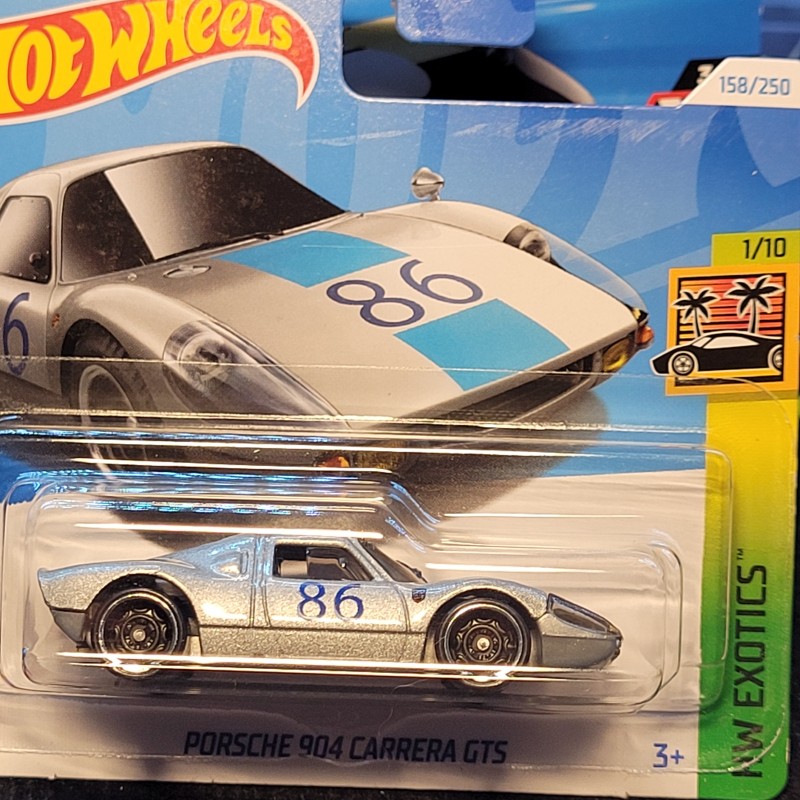 Hot Wheels
158/250
1/10
86
6
86
HW EXOTICS™
PORSCHE 904 CARRERA GTS
3+